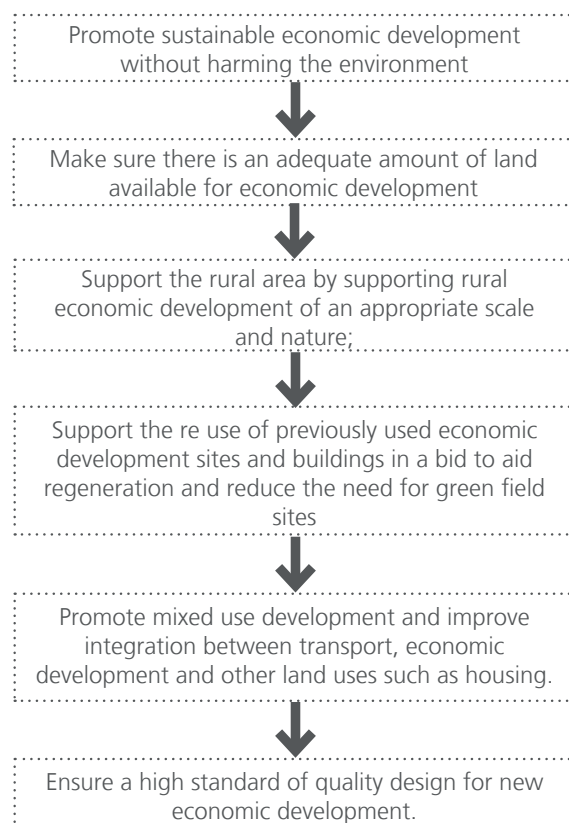 Promote sustainable economic development
without harming the environment
Make sure there is an adequate amount of land
available for economic development
Support the rural area by supporting rural
economic development of an appropriate scale
and nature;
Support the re use of previously used economic
development sites and buildings in a bid to aid
regeneration and reduce the need for green field
sites
Promote mixed use development and improve
integration between transport, economic
development and other land uses such as housing.
Ensure a high standard of quality design for new
economic development.